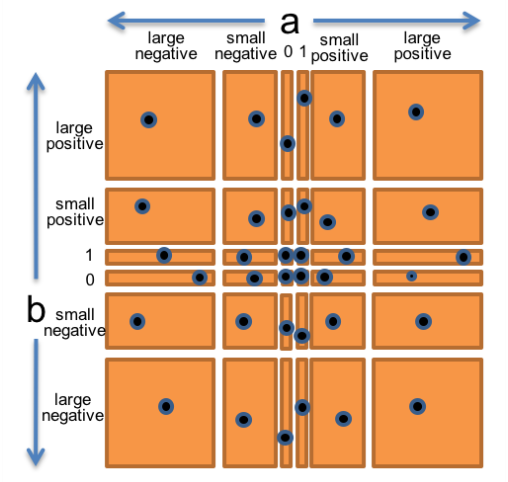 a
large
negative
small
negative
0
1
small
positive
large
positive
large
positive
small
positive
1
0
b
small
negative
large
negative